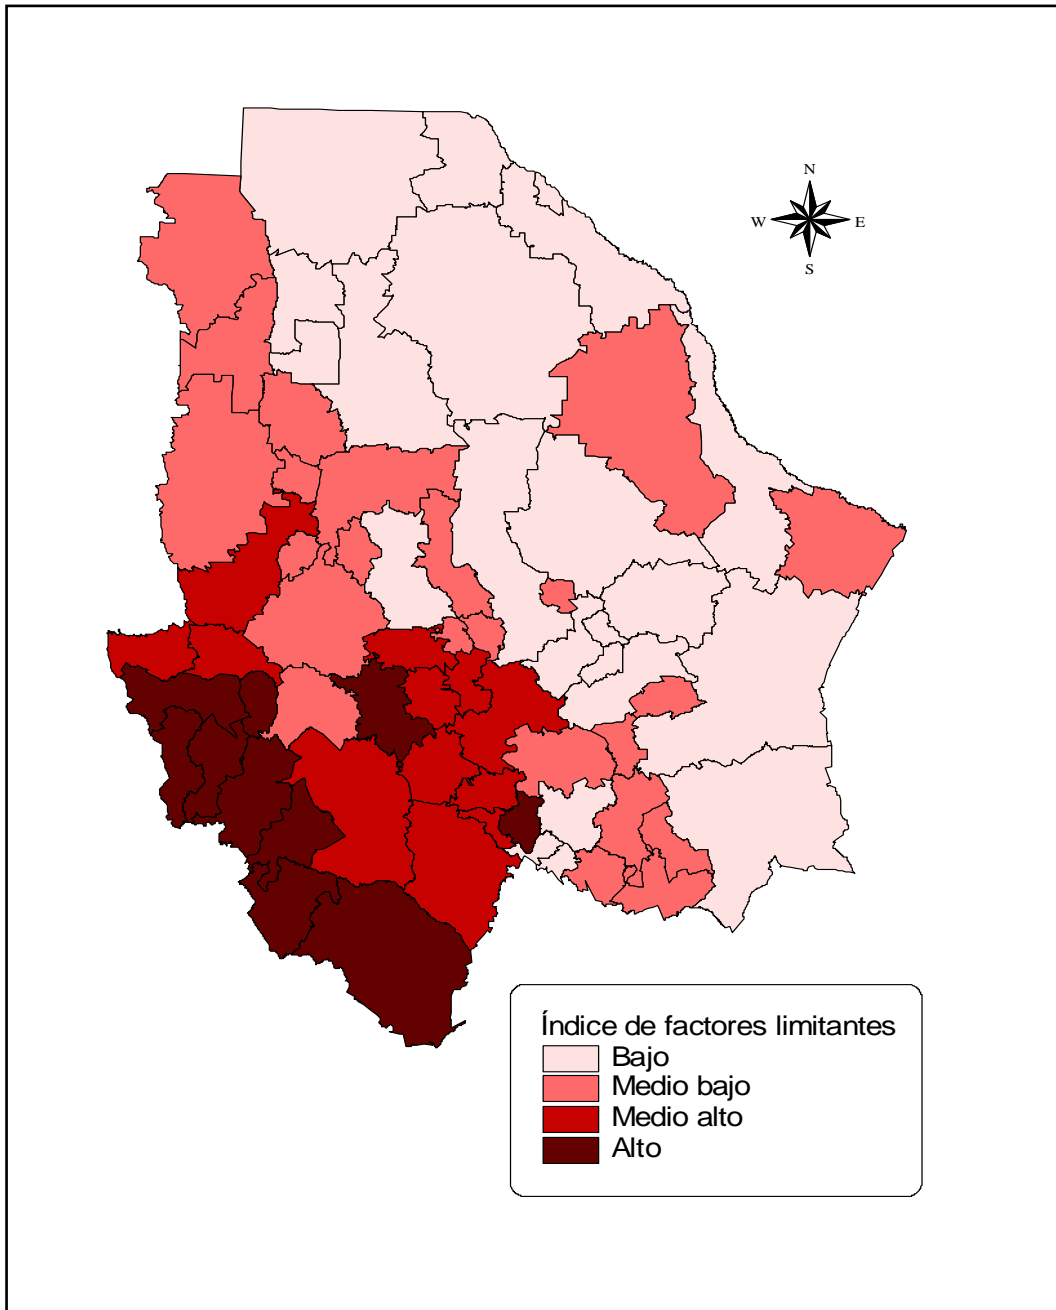 N
W
E
S
Índice de factores limitantes
Bajo
Medio bajo
Medio alto
Alto